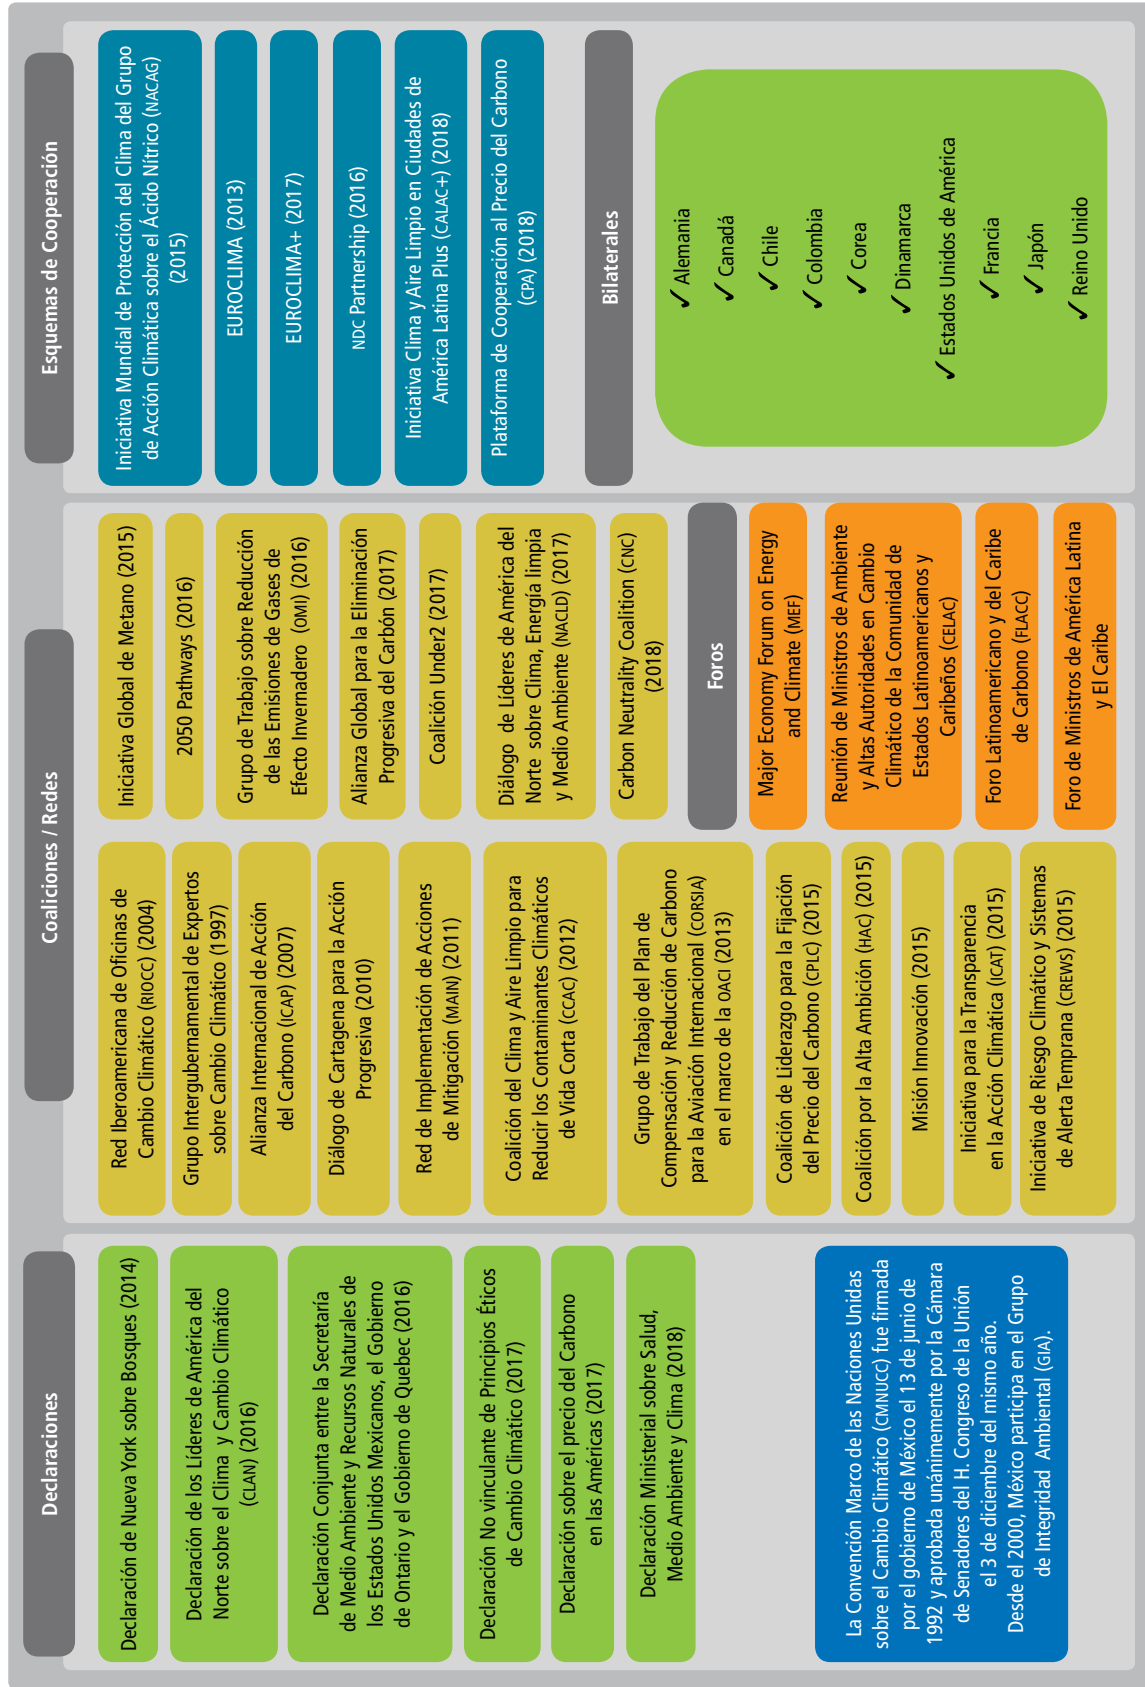 Declaraciones
Declaración de Nueva York sobre Bosques (2014)
Declaración de los Líderes de América del
Norte sobre el Clima y Cambio Climático
(CLAN) (2016)
Declaración Conjunta entre la Secretaría
de Medio Ambiente y Recursos Naturales de
los Estados Unidos Mexicanos, el Gobierno
de Ontario y el Gobierno de Quebec (2016)
Declaración No vinculante de Principios Éticos
de Cambio Climático (2017)
Declaración sobre el precio del Carbono
en las Américas (2017)
Declaración Ministerial sobre Salud,
Medio Ambiente y Clima (2018)
La Convención Marco de las Naciones Unidas
sobre el Cambio Climático (CMNUCC) fue firmada
por el gobierno de México el 13 de junio de
1992 y aprobada unánimemente por la Cámara
de Senadores del H. Congreso de la Unión
el 3 de diciembre del mismo año.
Desde el 2000, México participa en el Grupo
de Integridad Ambiental (GIA).
Coaliciones / Redes
Red Iberoamericana de Oficinas de
Cambio Climático (RIOCC) (2004)
Grupo Intergubernamental de Expertos
sobre Cambio Climático (1997)
Alianza Internacional de Acción
del Carbono (ICAP) (2007)
Diálogo de Cartagena para la Acción
Progresiva (2010)
Red de Implementación de Acciones
de Mitigación (MAIN) (2011)
Coalición del Clima y Aire Limpio para
Reducir los Contaminantes Climáticos
de Vida Corta (CCAC) (2012)
Grupo de Trabajo del Plan de
Compensación y Reducción de Carbono
para la Aviación Internacional (CORSIA)
en el marco de la OACI (2013)
Coalición de Liderazgo para la Fijación
del Precio del Carbono (CPLC) (2015)
Coalición por la Alta Ambición (HAC) (2015)
Misión Innovación (2015)
Iniciativa para la Transparencia
en la Acción Climática (ICAT) (2015)
Iniciativa de Riesgo Climático y Sistemas
de Alerta Temprana (CREWS) (2015)
Iniciativa Global de Metano (2015)
2050 Pathways (2016)
Grupo de Trabajo sobre Reducción
de las Emisiones de Gases de
Efecto Invernadero (OMI) (2016)
Alianza Global para la Eliminación
Progresiva del Carbón (2017)
Coalición Under2 (2017)
Diálogo de Líderes de América del
Norte sobre Clima, Energía limpia
y Medio Ambiente (NACLD) (2017)
Carbon Neutrality Coalition (CNC)
(2018)
Foros
Major Economy Forum on Energy
and Climate (MEF)
Reunión de Ministros de Ambiente
y Altas Autoridades en Cambio
Climático de la Comunidad de
Estados Latinoamericanos y
Caribeños (CELAC)
Foro Latinoamericano y del Caribe
de Carbono (FLACC)
Foro de Ministros de América Latina
y El Caribe
Esquemas de Cooperación
Iniciativa Mundial de Protección del Clima del Grupo
de Acción Climática sobre el Ácido Nítrico (NACAG)
(2015)
EUROCLIMA (2013)
EUROCLIMA+ (2017)
NDC Partnership (2016)
Iniciativa Clima y Aire Limpio en Ciudades de
América Latina Plus (CALAC+) (2018)
Plataforma de Cooperación al Precio del Carbono
(CPA) (2018)
Bilaterales
✓ Alemania
✓ Canadá
✓ Chile
✓ Colombia
✓ Corea
✓ Dinamarca
✓ Estados Unidos de América
✓ Francia
✓ Japón
✓ Reino Unido